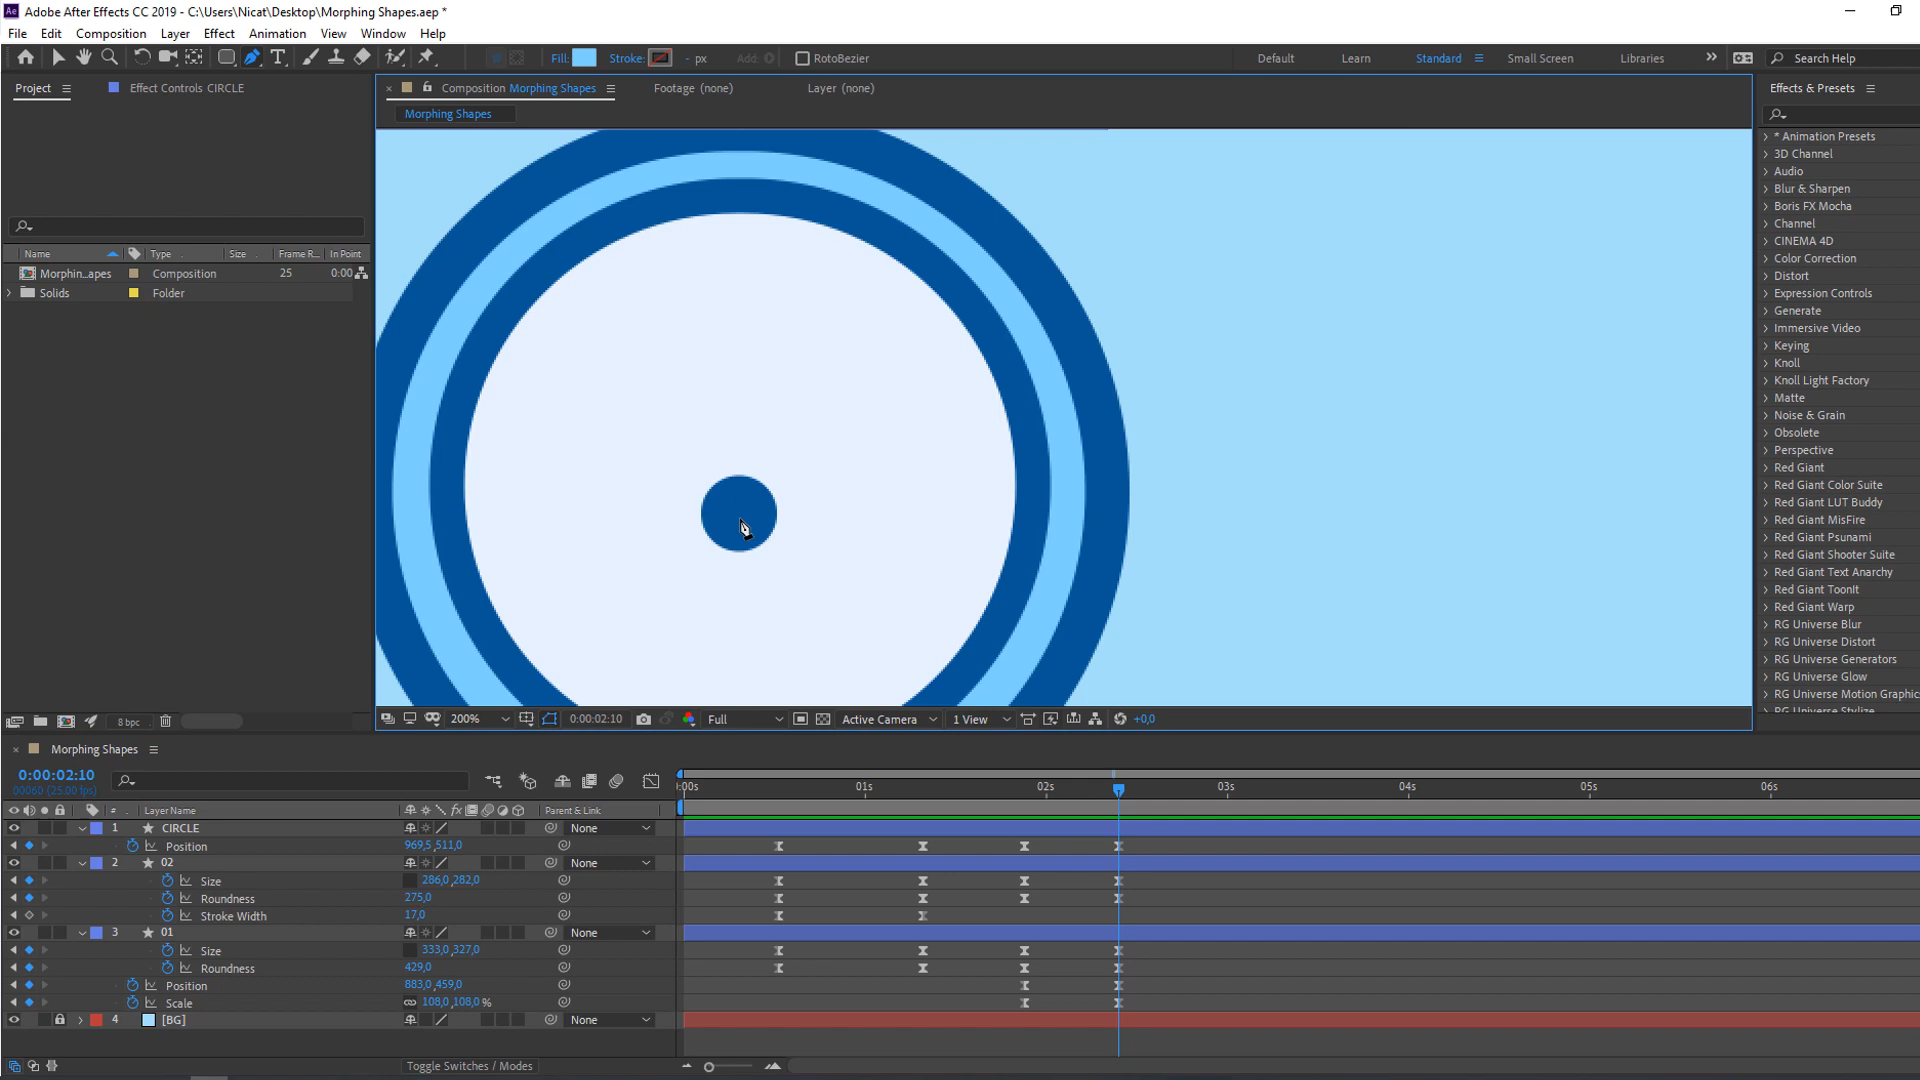 Ae Adobe After Effects CC 2019 - C:\Users\Nicat\Desktop\Morphing Shapes.aep *
File Edit Composition Layer Effect Animation View Window Help
Fill: Stroke: - px Add: RotoBezier Default Learn Standard Small Screen Libraries Search Help
Project Effect Controls CIRCLE Composition Morphing Shapes Footage (none) Layer (none) Effects & Presets
Morphing Shapes
* Animation Presets
3D Channel
Audio
Blur & Sharpen
Boris FX Mocha
Channel
CINEMA 4D
Color Correction
Distort
Expression Controls
Generate
Immersive Video
Keying
Knoll
Knoll Light Factory
Matte
Noise & Grain
Obsolete
Perspective
Red Giant
Red Giant Color Suite
Red Giant LUT Buddy
Red Giant MisFire
Red Giant Psunami
Red Giant Shooter Suite
Red Giant Text Anarchy
Red Giant ToonIt
Red Giant Warp
RG Universe Blur
RG Universe Distort
RG Universe Generators
RG Universe Glow
RG Universe Motion Graphics
RG Universe Stylize
Name Type Size Frame R... In Point
Morphin...apes Composition 25 0:00
Solids Folder
8 bpc
200% 0:00:02:10 Full Active Camera 1 View +0,0
Morphing Shapes
0:00:02:10
00060 (25.00 fps)
:00s 01s 02s 03s 04s 05s 06s
# Layer Name fx Parent & Link
1 CIRCLE None
Position 969,5,511,0
2 02 None
Size 286,0,282,0
Roundness 275,0
Stroke Width 17,0
3 01 None
Size 333,0,327,0
Roundness 429,0
Position 883,0,459,0
Scale 108,0,108,0 %
4 [BG] None
Toggle Switches / Modes